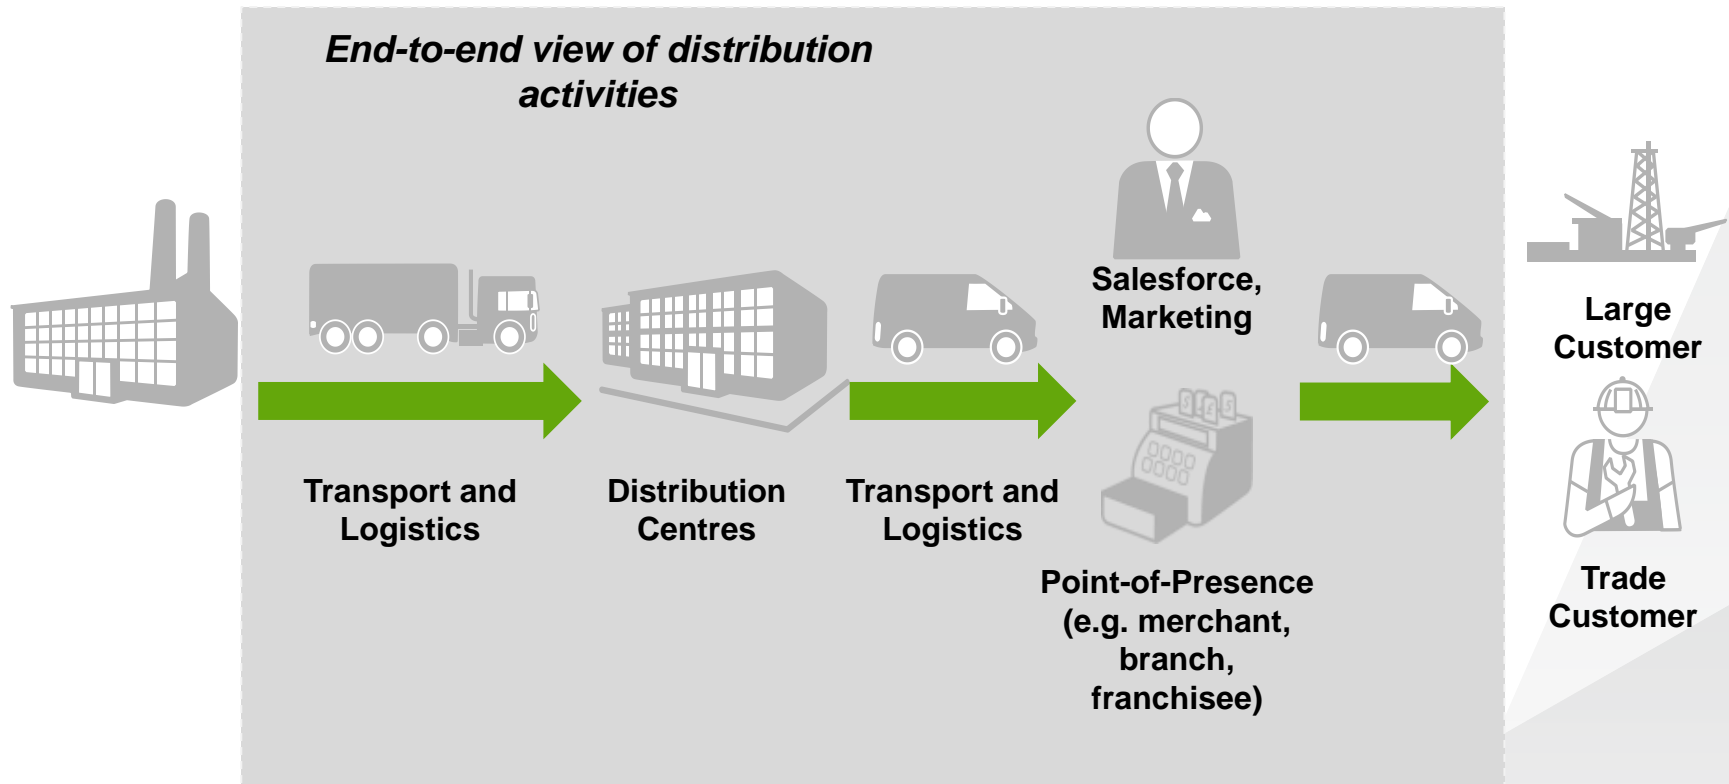 End-to-end view of distribution
activities
Salesforce,
Marketing
Large
Customer
Transport and
Logistics
Distribution
Centres
Transport and
Logistics
Point-of-Presence
(e.g. merchant,
branch,
franchisee)
Trade
Customer